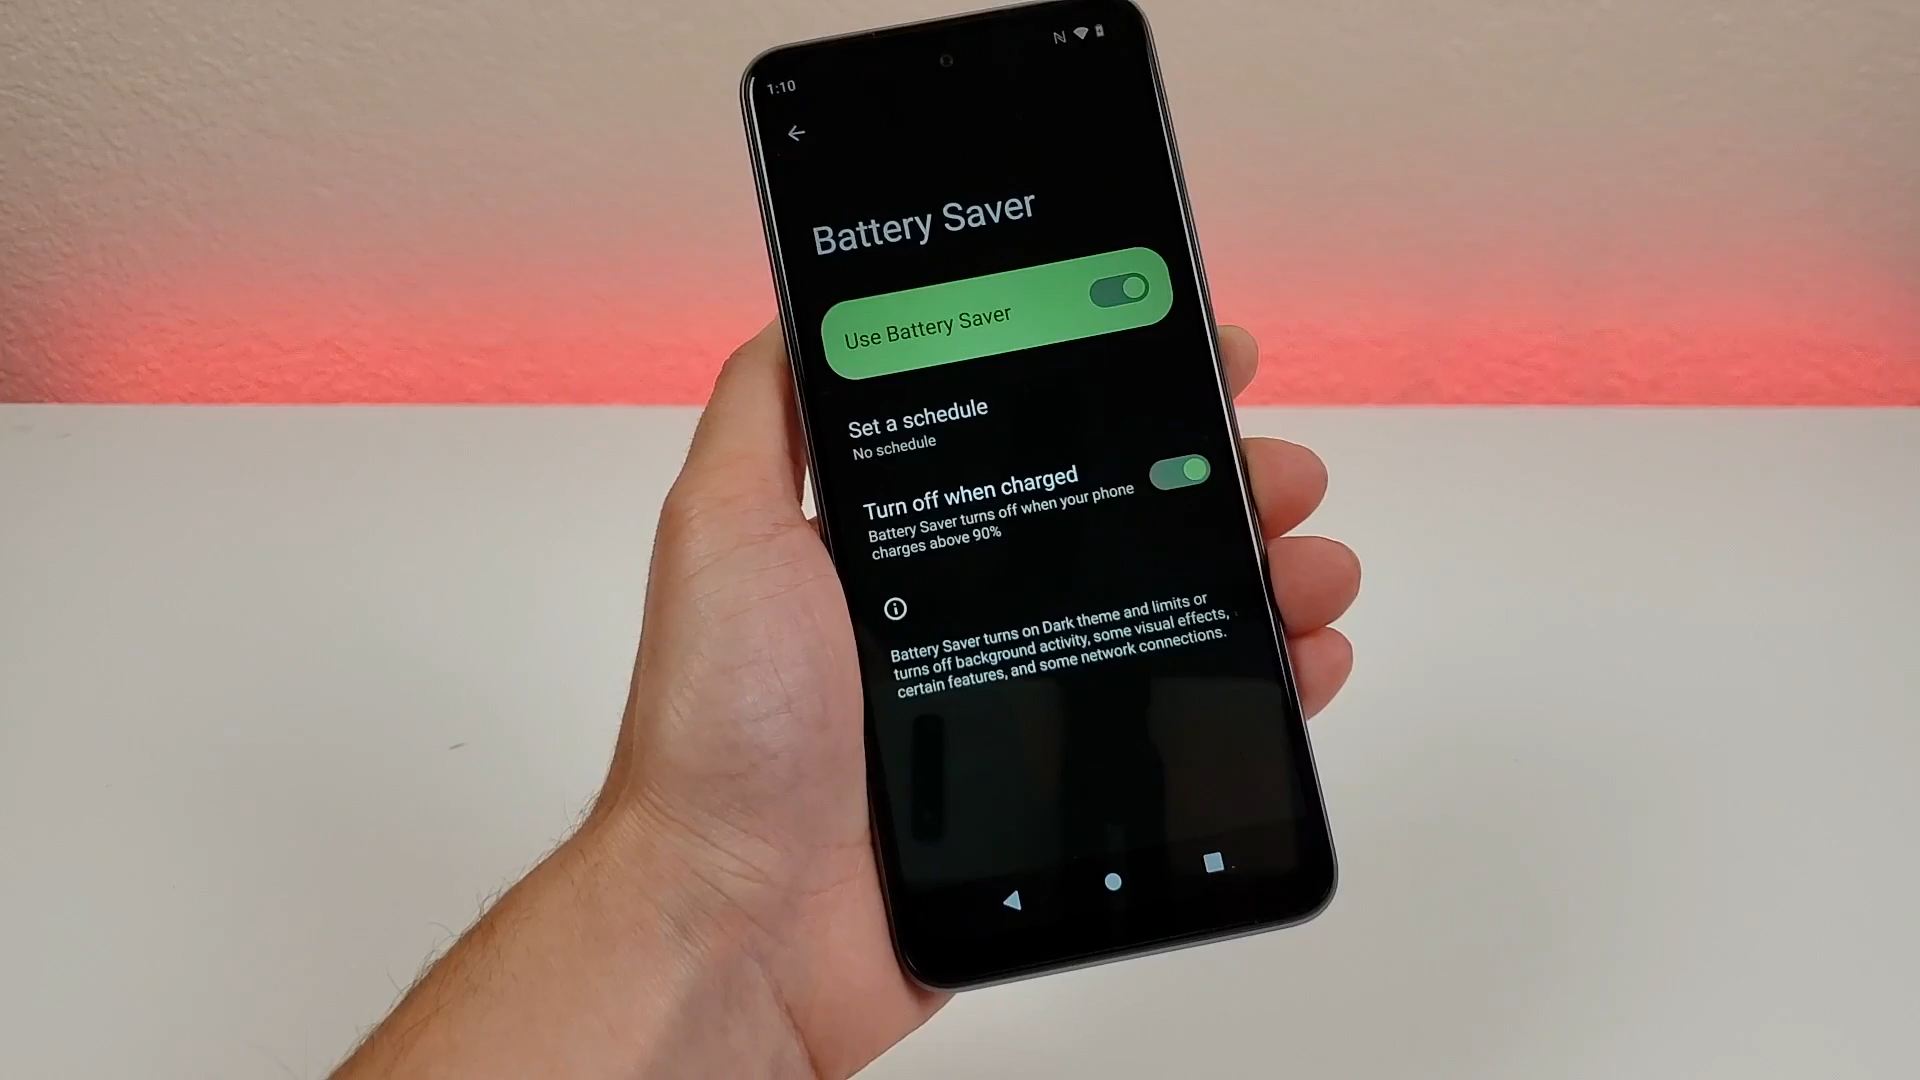 1:10
Battery Saver
Use Battery Saver
Set a schedule
No schedule
Turn off when charged
Battery Saver turns off when your phone
charges above 90%
Battery Saver turns on Dark theme and limits or
turns off background activity, some visual effects,
certain features, and some network connections.